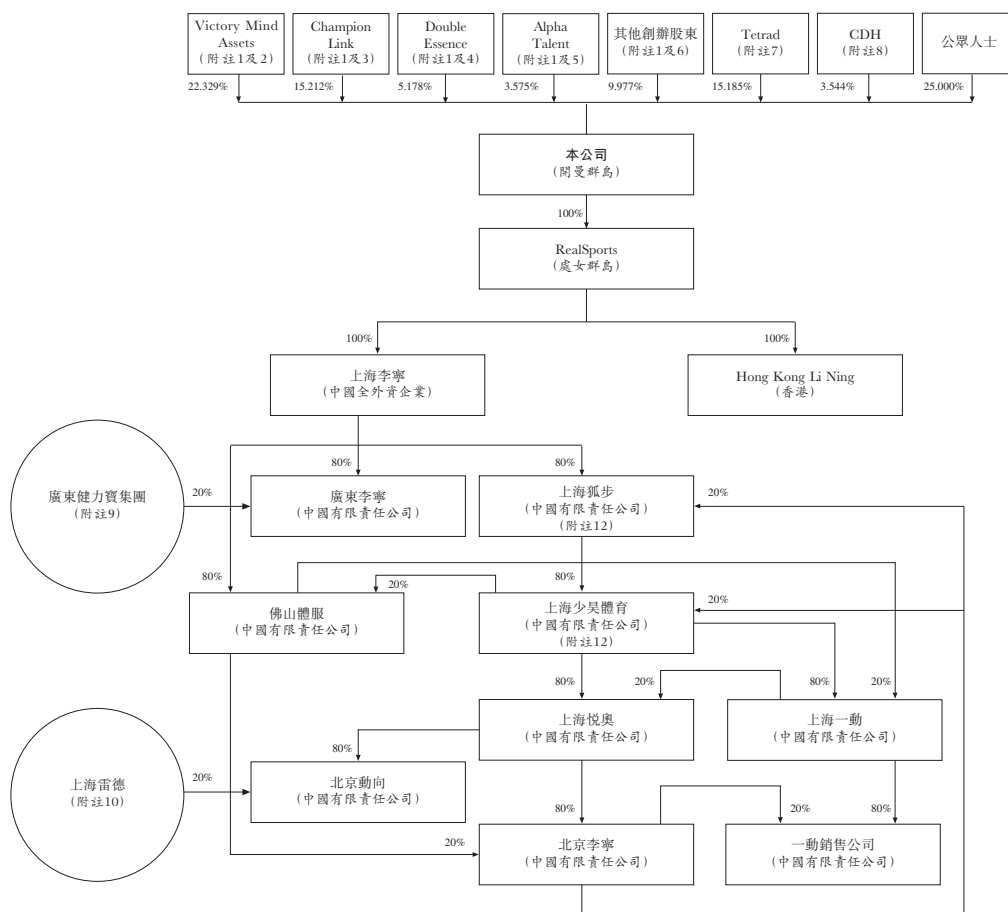 Victory Mind
Assets
(附註1及2)
Champion
Link
(附註1及3)
Double
Essence
(附註1及4)
Alpha
Talent
(附註1及5)
其他創辦股東
(附註1及6)
Tetrad
(附註7)
CDH
(附註8)
公眾人士
22.329%
15.212%
5.178%
3.575%
9.977%
15.185%
3.544%
25.000%
本公司
(開曼群島)
100%
RealSports
(處女群島)
100%
100%
上海李寧
(中國全外資企業)
Hong Kong Li Ning
(香港)
80%
80%
廣東健力寶集團
(附註9)
20%
廣東李寧
(中國有限責任公司)
上海狐步
(中國有限責任公司)
(附註12)
20%
80%
20%
80%
佛山體服
(中國有限責任公司)
上海少昊體育
(中國有限責任公司)
(附註12)
20%
80%
20%
80%
20%
上海悅奧
(中國有限責任公司)
上海一動
(中國有限責任公司)
80%
上海雷德
(附註10)
20%
北京動向
(中國有限責任公司)
80%
20%
80%
20%
北京李寧
(中國有限責任公司)
一動銷售公司
(中國有限責任公司)